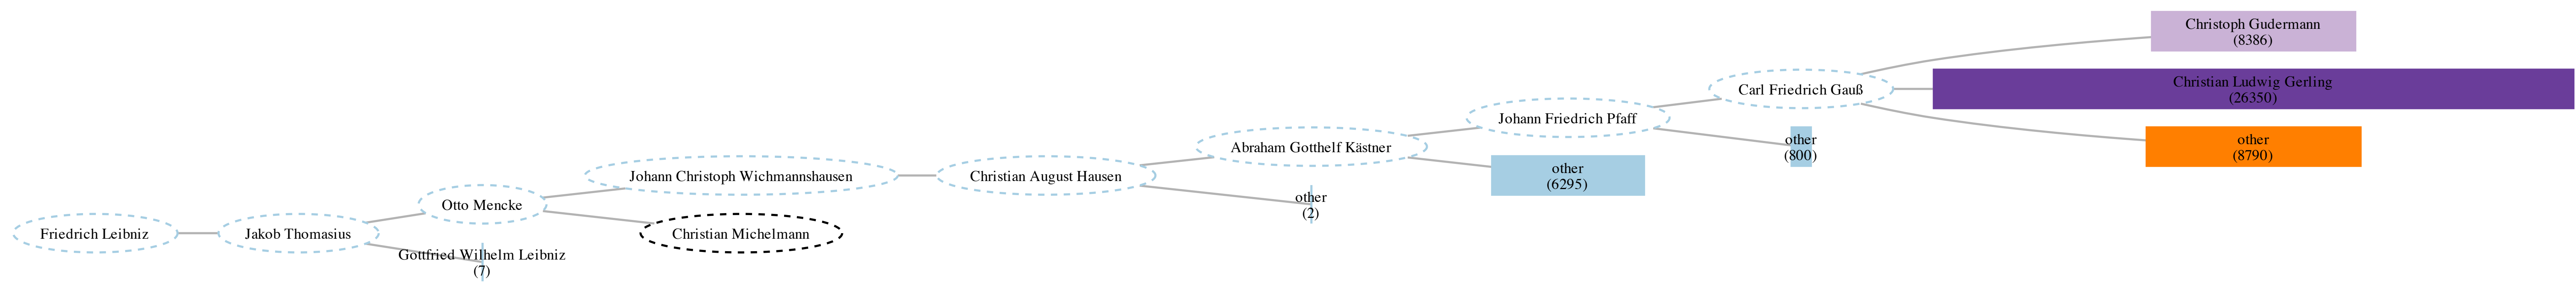 Friedrich Leibniz
Jakob Thomasius
Otto Mencke
Gottfried Wilhelm Leibniz
(7)
Johann Christoph Wichmannshausen
Christian Michelmann
Christian August Hausen
Abraham Gotthelf Kästner
other
(2)
Johann Friedrich Pfaff
other
(6295)
Carl Friedrich Gauß
other
(800)
Christoph Gudermann
(8386)
Christian Ludwig Gerling
(26350)
other
(8790)